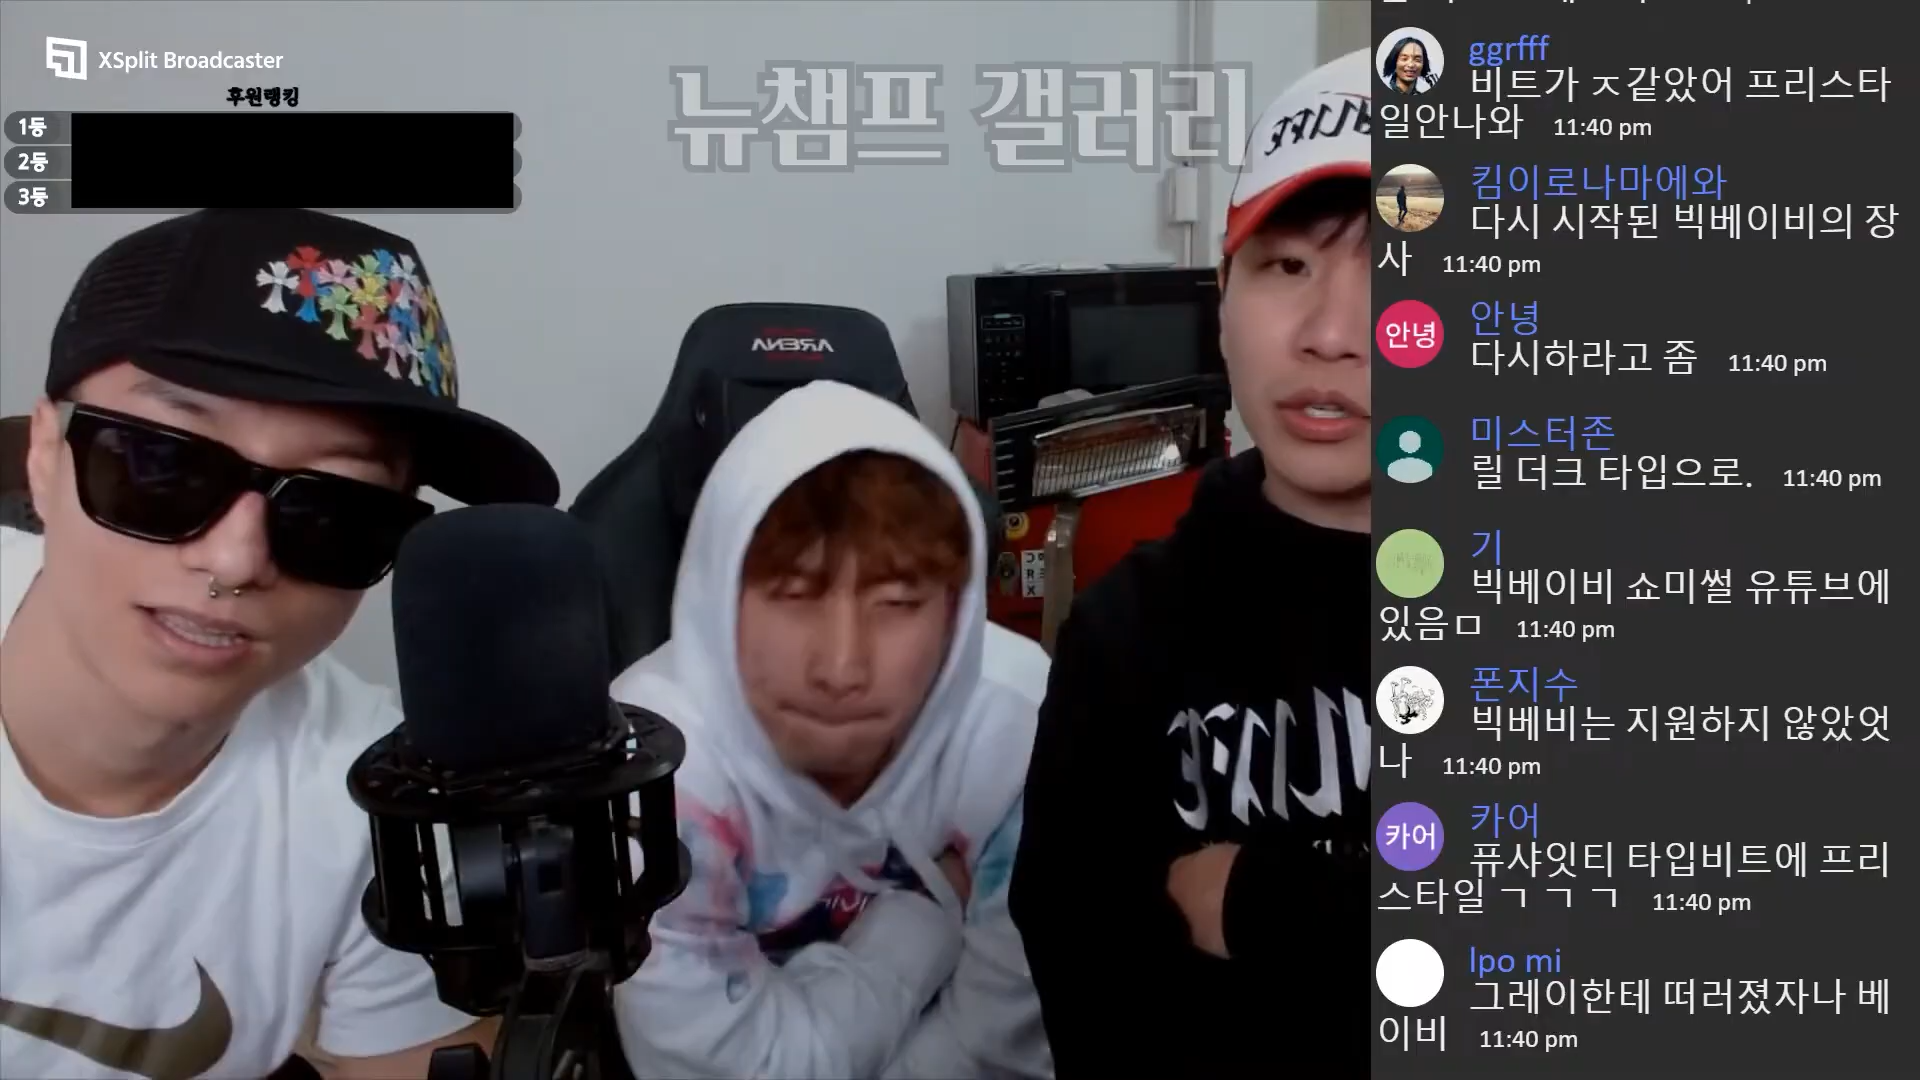 XSplit Broadcaster
후원랭킹
1등
2등
3등
뉴챔프 갤러리
ARENA
ggrfff
비트가 ㅈ같았어 프리스타
일안나와 11:40 pm
킴이로나마에와
다시 시작된 빅베이비의 장
사 11:40 pm
안녕
안녕
다시하라고 좀 11:40 pm
미스터존
릴 더크 타입으로. 11:40 pm
기
빅베이비 쇼미썰 유튜브에
있음ㅁ 11:40 pm
폰지수
빅베비는 지원하지 않았엇
나 11:40 pm
카어
카어
퓨샤잇티 타입비트에 프리
스타일 ㄱ ㄱ ㄱ 11:40 pm
lpo mi
그레이한테 떠러졌자나 베
이비 11:40 pm